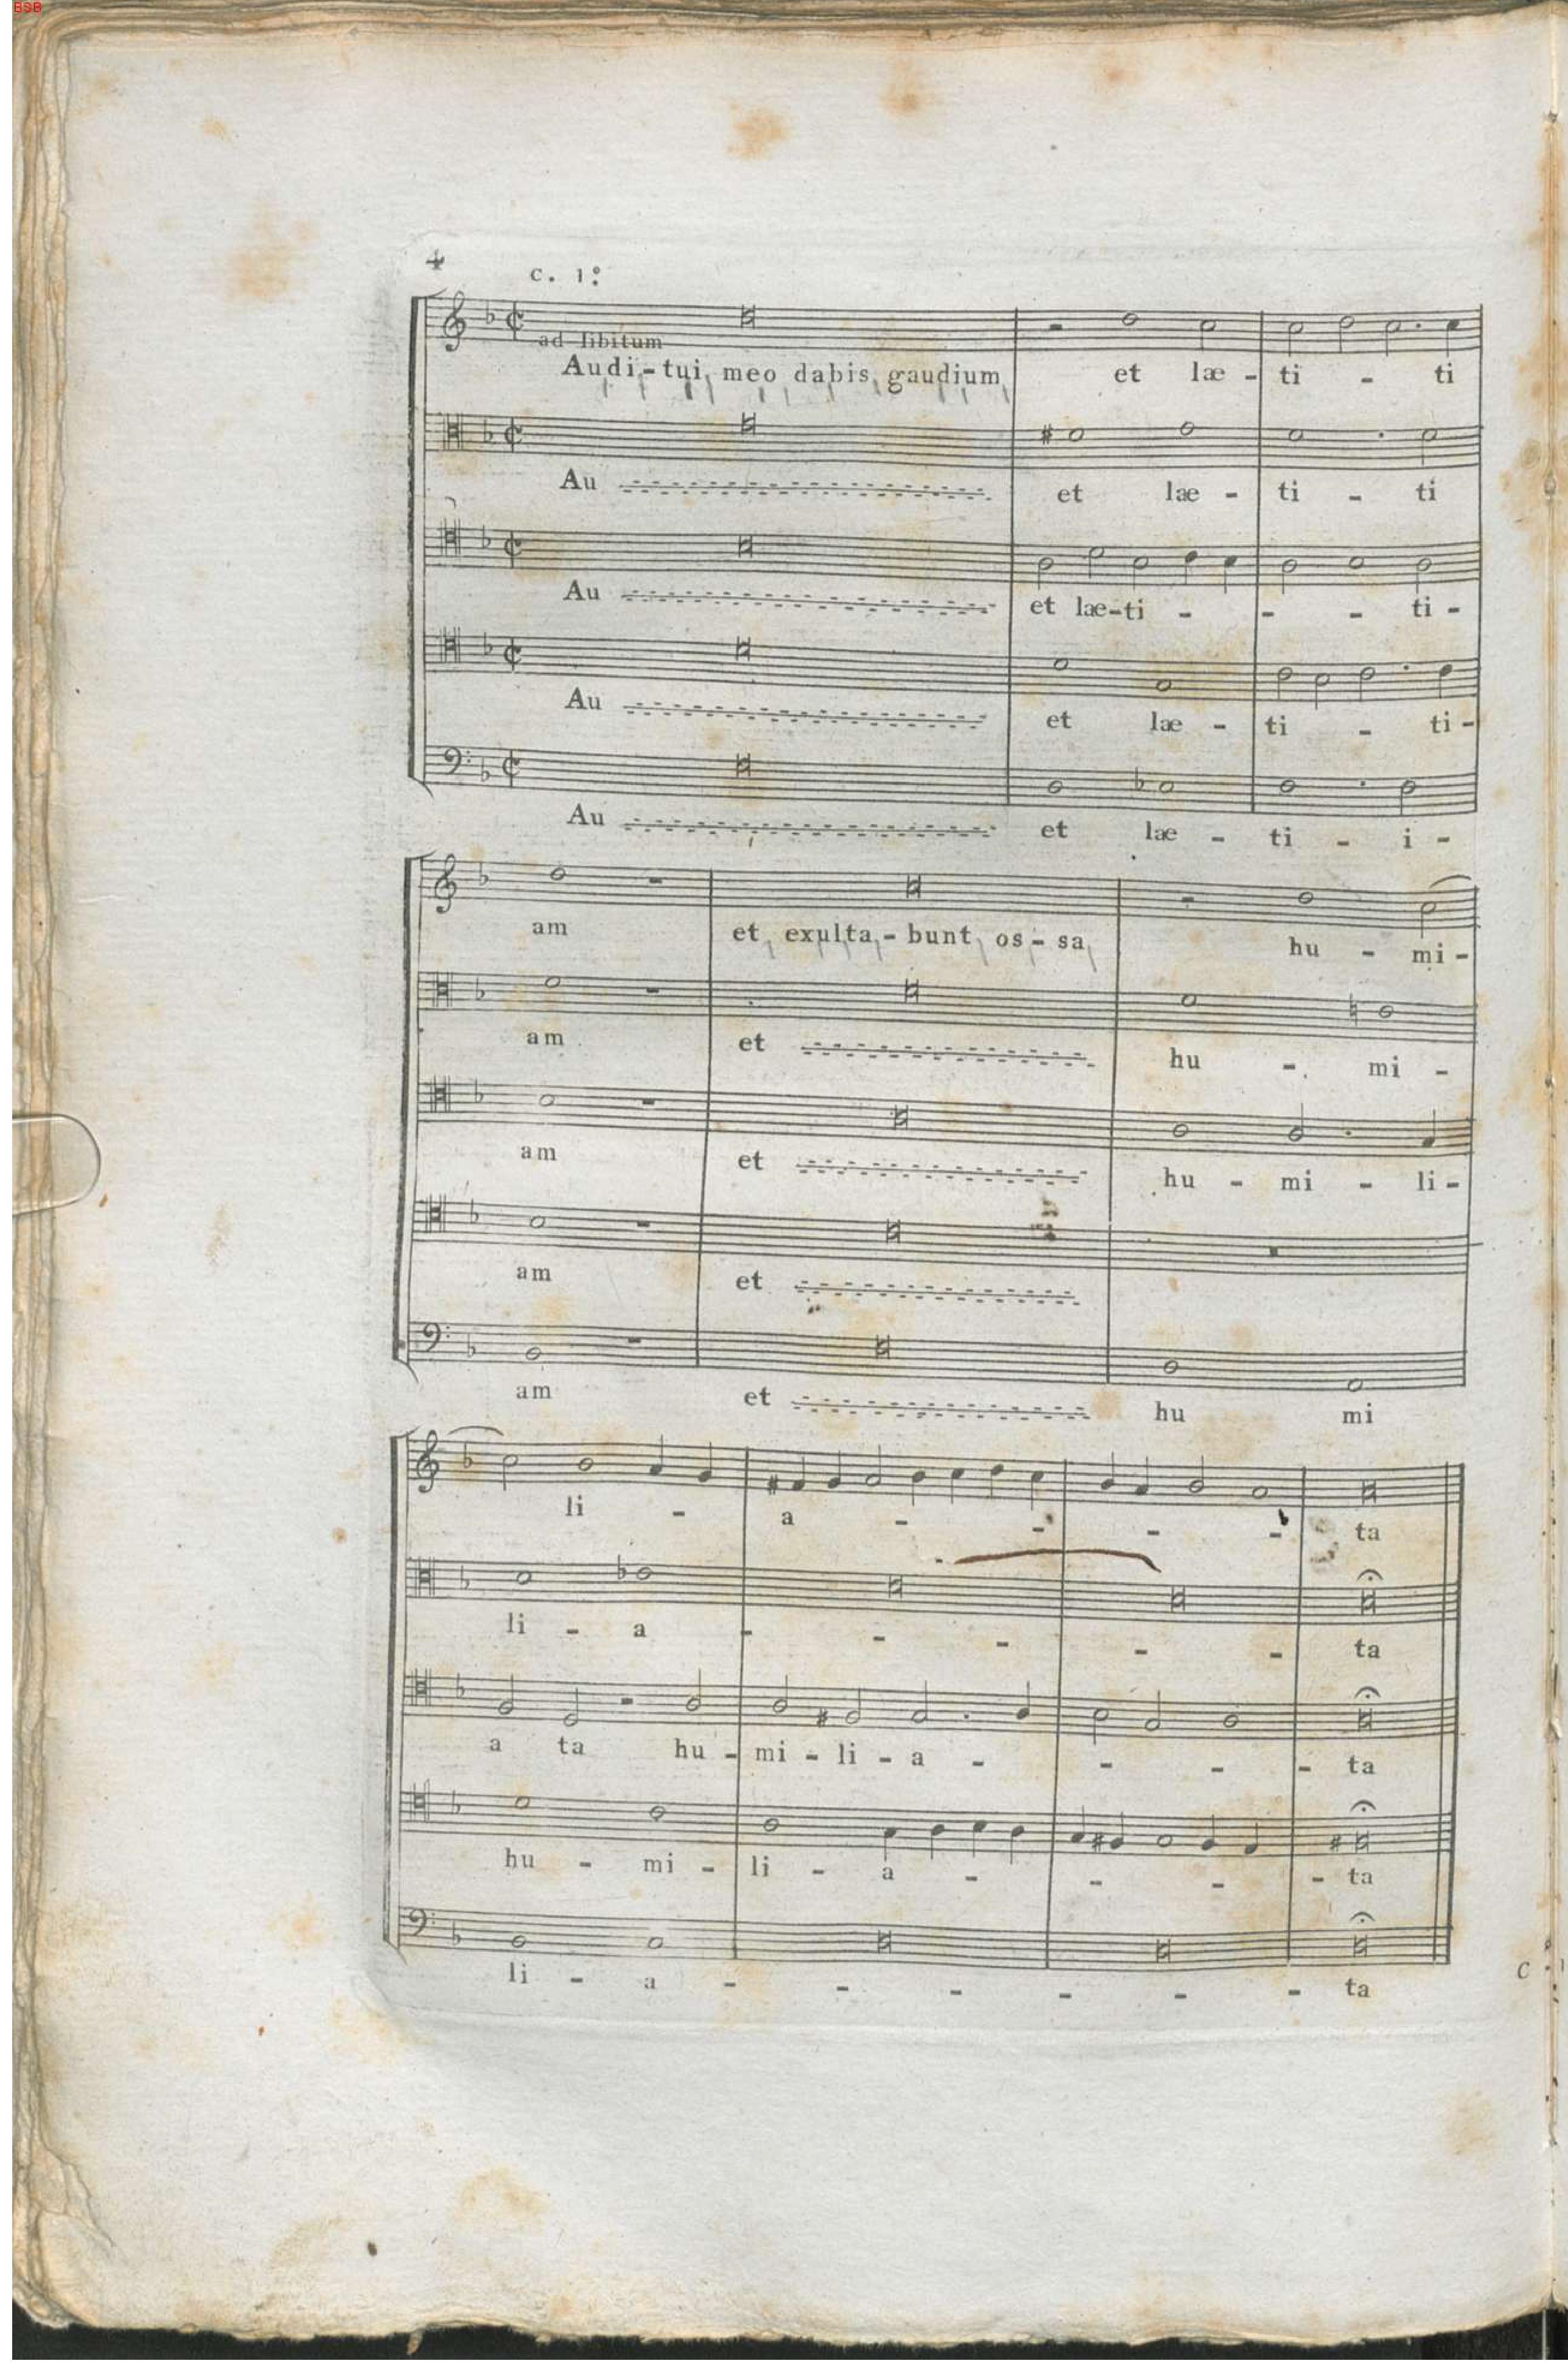 BSB
4
c. 1º
ad libitum
Audi-tui meo dabis gaudium et læ - ti - ti
Au et læ - ti - ti
Au et læ-ti - - - ti -
Au et læ - ti - ti -
Au et læ - ti - i -
am et exulta-bunt os-sa hu - mi-
am et hu - mi -
am et hu - mi - li-
am et
am et hu mi
li - a - - - - ta
li - a - - - - - ta
a ta hu - mi - li - a - - - - ta
hu - mi - li - a - - - - ta
li - a - - - - - - ta
c